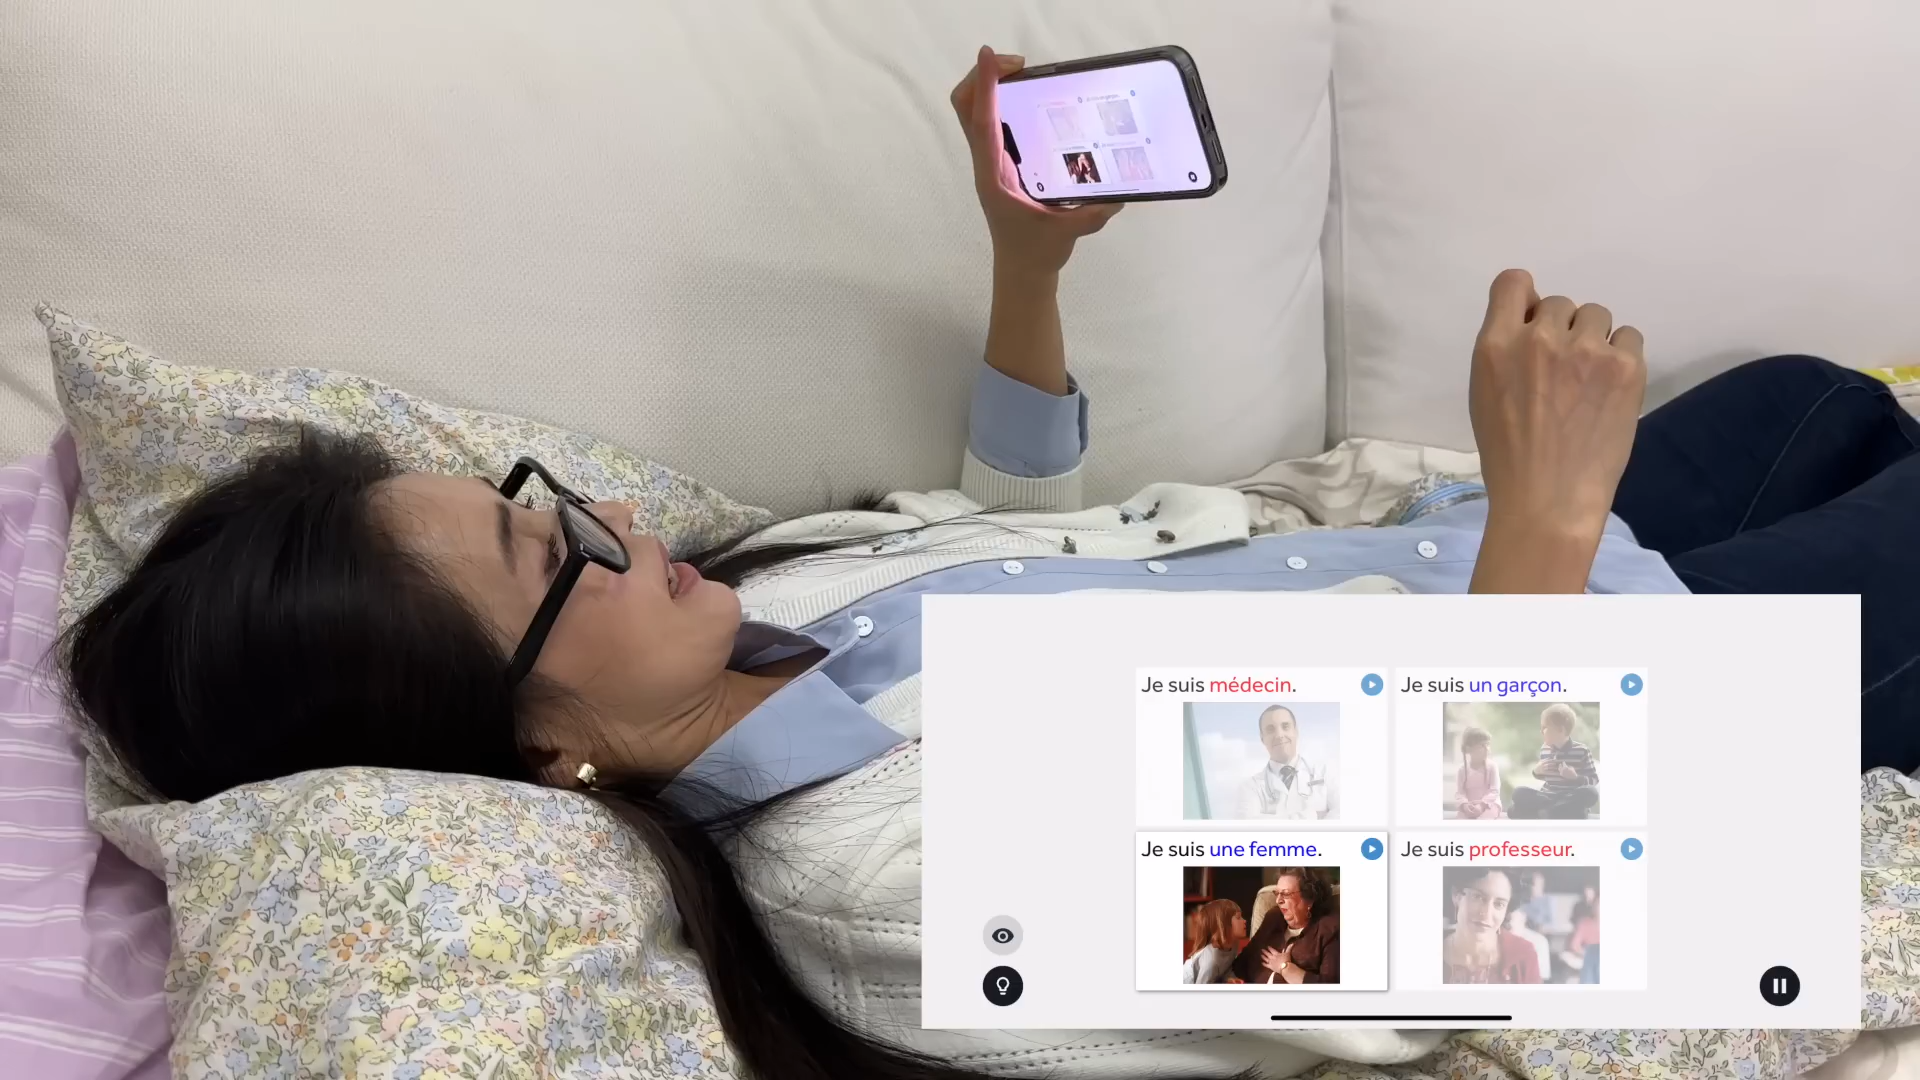 Je suis médecin.
Je suis un garçon.
Je suis une femme.
Je suis professeur.